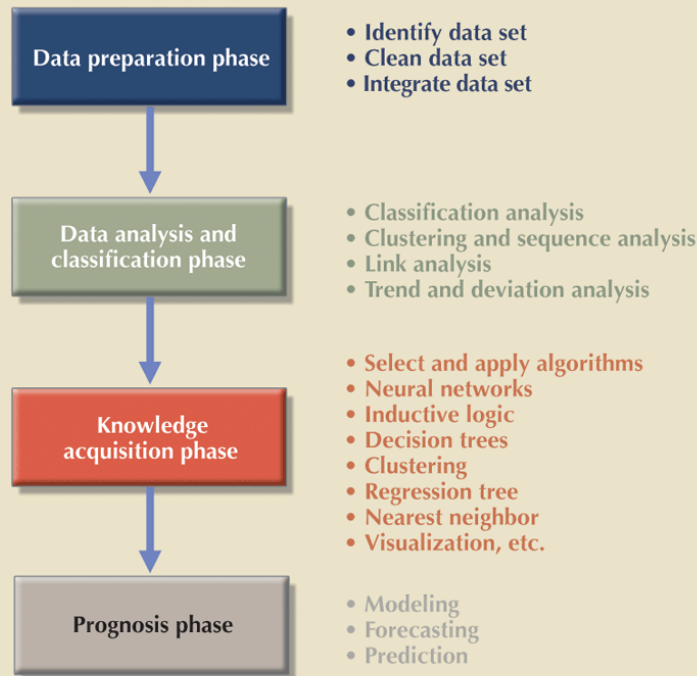 Data preparation phase
• Identify data set
• Clean data set
• Integrate data set
Data analysis and
classification phase
• Classification analysis
• Clustering and sequence analysis
• Link analysis
• Trend and deviation analysis
Knowledge
acquisition phase
• Select and apply algorithms
• Neural networks
• Inductive logic
• Decision trees
• Clustering
• Regression tree
• Nearest neighbor
• Visualization, etc.
Prognosis phase
• Modeling
• Forecasting
• Prediction